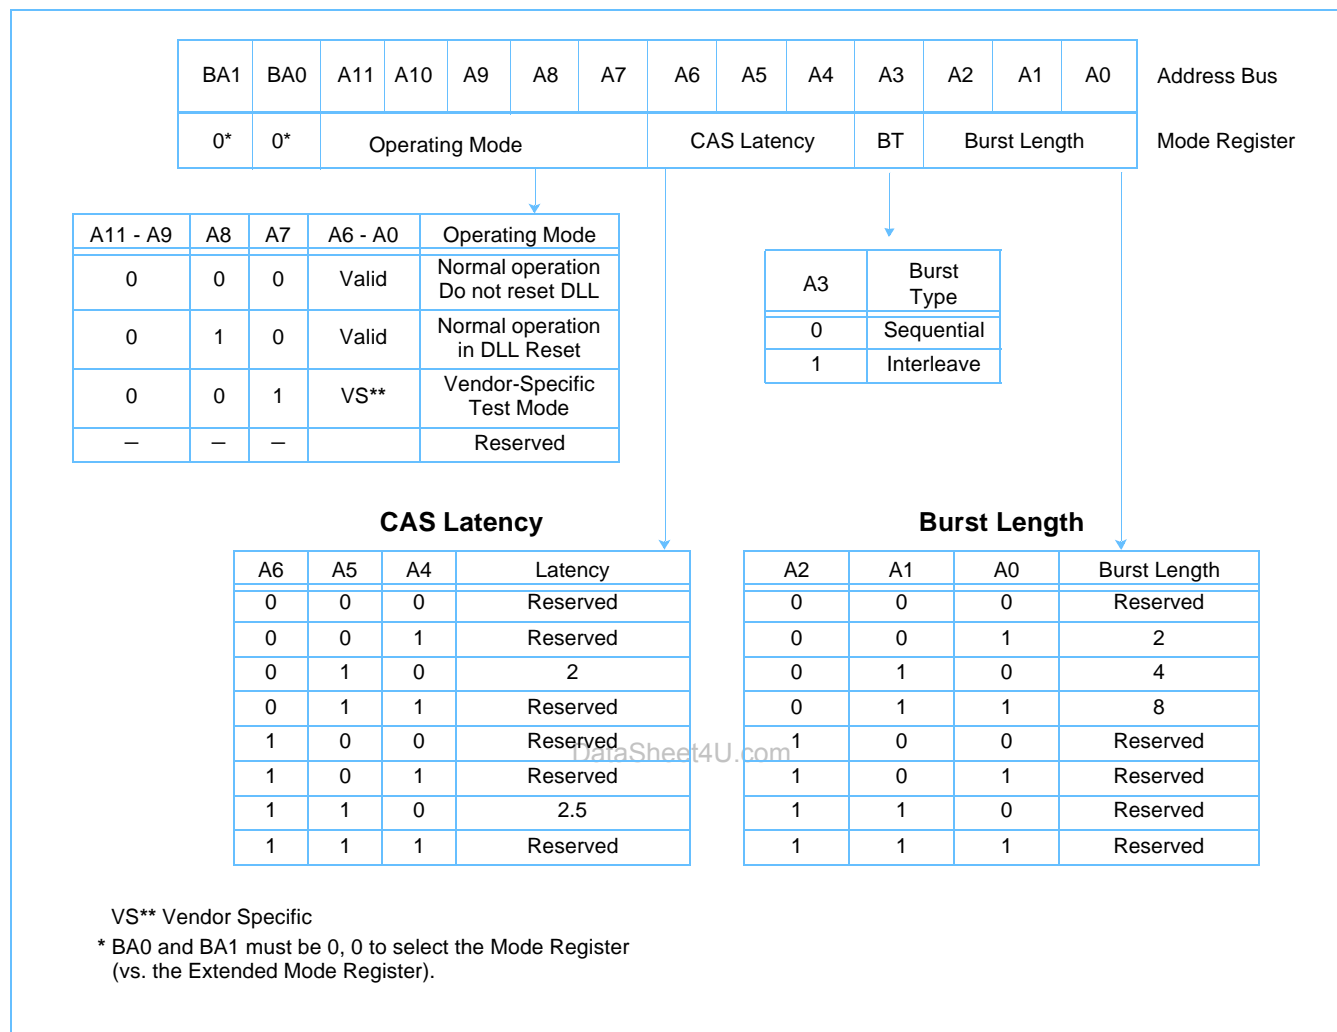 BA1 BA0 A11 A10 A9 A8 A7 A6 A5 A4 A3 A2 A1 A0 Address Bus
0* 0* Operating Mode CAS Latency BT Burst Length Mode Register
A11 - A9 A8 A7 A6 - A0 Operating Mode
0 0 0 Valid Normal operation
Do not reset DLL
0 1 0 Valid Normal operation
in DLL Reset
0 0 1 VS** Vendor-Specific
Test Mode
– – – Reserved
A3 Burst
Type
0 Sequential
1 Interleave
CAS Latency
A6 A5 A4 Latency
0 0 0 Reserved
0 0 1 Reserved
0 1 0 2
0 1 1 Reserved
1 0 0 Reserved
1 0 1 Reserved
1 1 0 2.5
1 1 1 Reserved
Burst Length
A2 A1 A0 Burst Length
0 0 0 Reserved
0 0 1 2
0 1 0 4
0 1 1 8
1 0 0 Reserved
1 0 1 Reserved
1 1 0 Reserved
1 1 1 Reserved
DataSheet4U.com
VS** Vendor Specific
* BA0 and BA1 must be 0, 0 to select the Mode Register
(vs. the Extended Mode Register).